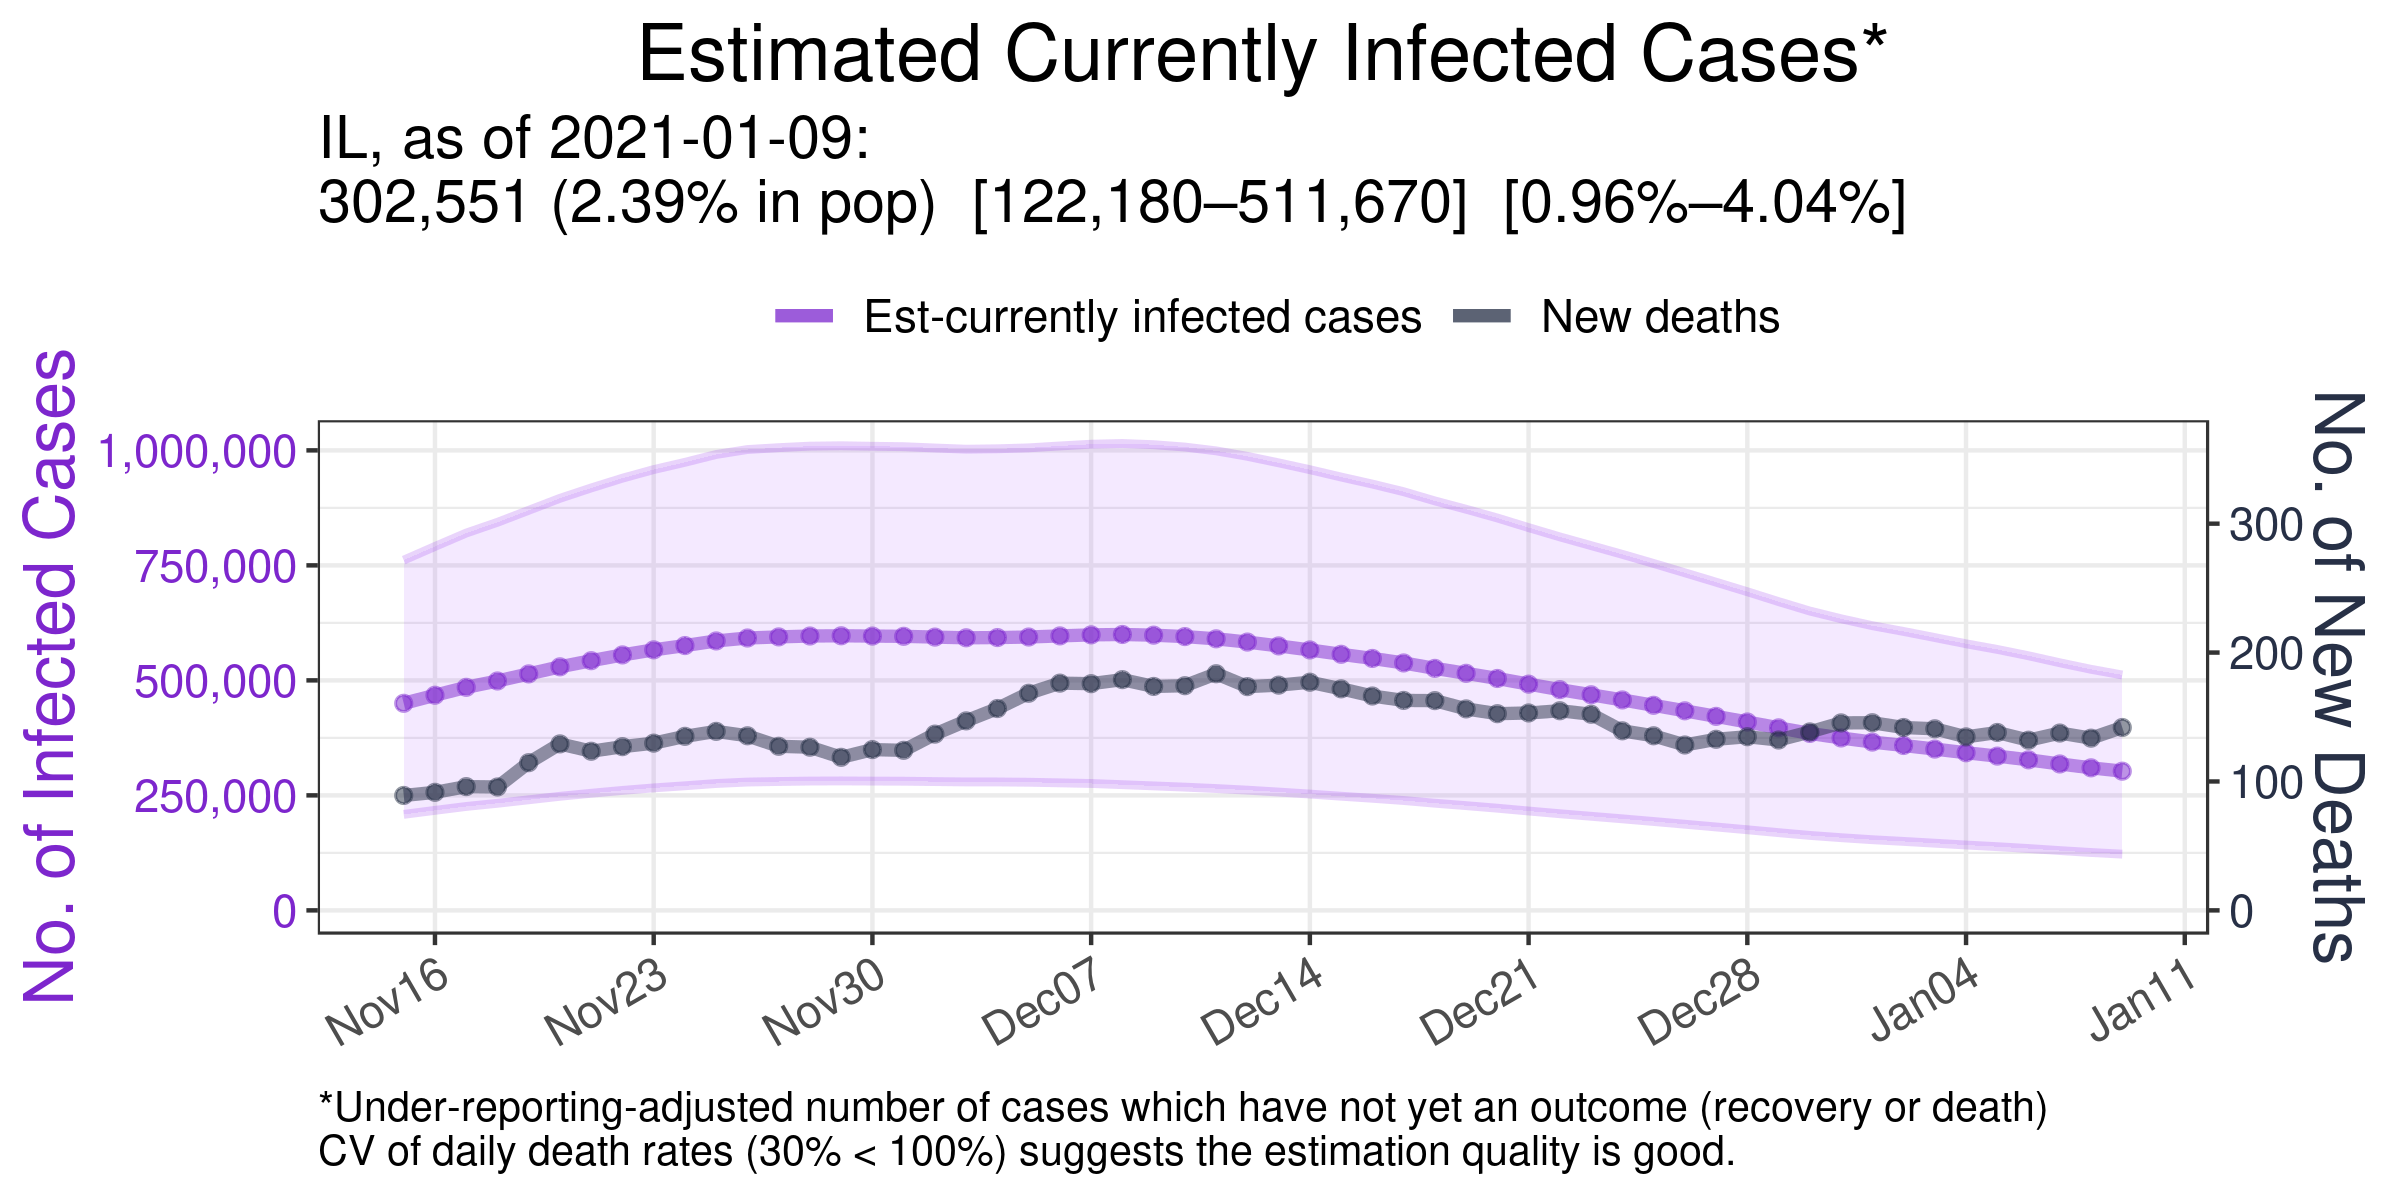 Estimated Currently Infected Cases*
IL, as of 2021-01-09:
302,551 (2.39% in pop)  [122,180–511,670]  [0.96%–4.04%]
Est-currently infected cases
New deaths
No. of Infected Cases
1,000,000
750,000
500,000
250,000
0
300
200
100
0
No. of New Deaths
Nov16
Nov23
Nov30
Dec07
Dec14
Dec21
Dec28
Jan04
Jan11
*Under-reporting-adjusted number of cases which have not yet an outcome (recovery or death)
CV of daily death rates (30% < 100%) suggests the estimation quality is good.